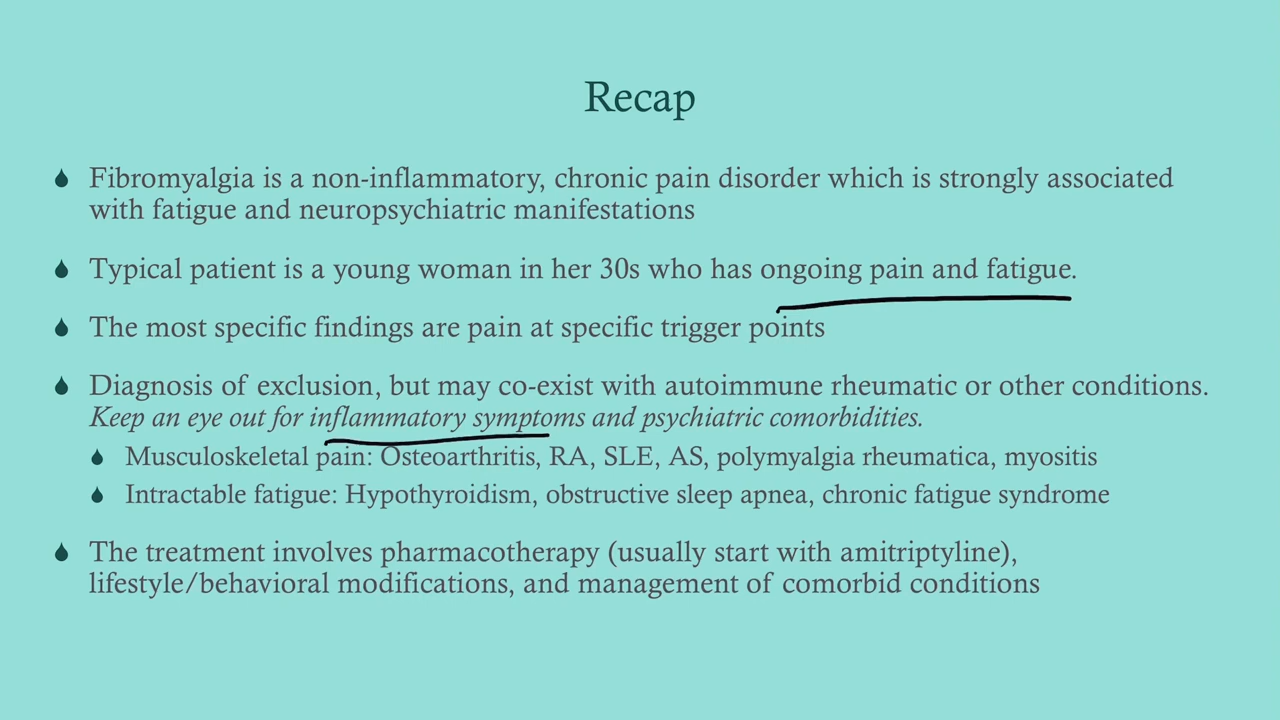 Recap
Fibromyalgia is a non-inflammatory, chronic pain disorder which is strongly associated
with fatigue and neuropsychiatric manifestations
Typical patient is a young woman in her 30s who has ongoing pain and fatigue.
The most specific findings are pain at specific trigger points
Diagnosis of exclusion, but may co-exist with autoimmune rheumatic or other conditions.
Keep an eye out for inflammatory symptoms and psychiatric comorbidities.
Musculoskeletal pain: Osteoarthritis, RA, SLE, AS, polymyalgia rheumatica, myositis
Intractable fatigue: Hypothyroidism, obstructive sleep apnea, chronic fatigue syndrome
The treatment involves pharmacotherapy (usually start with amitriptyline),
lifestyle/behavioral modifications, and management of comorbid conditions